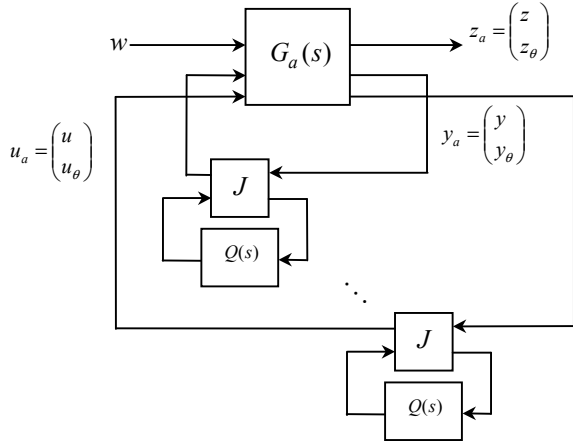 w
G_a(s)
z_a = (z
z_θ)
u_a = (u
u_θ)
y_a = (y
y_θ)
J
Q(s)
⋱
J
Q(s)